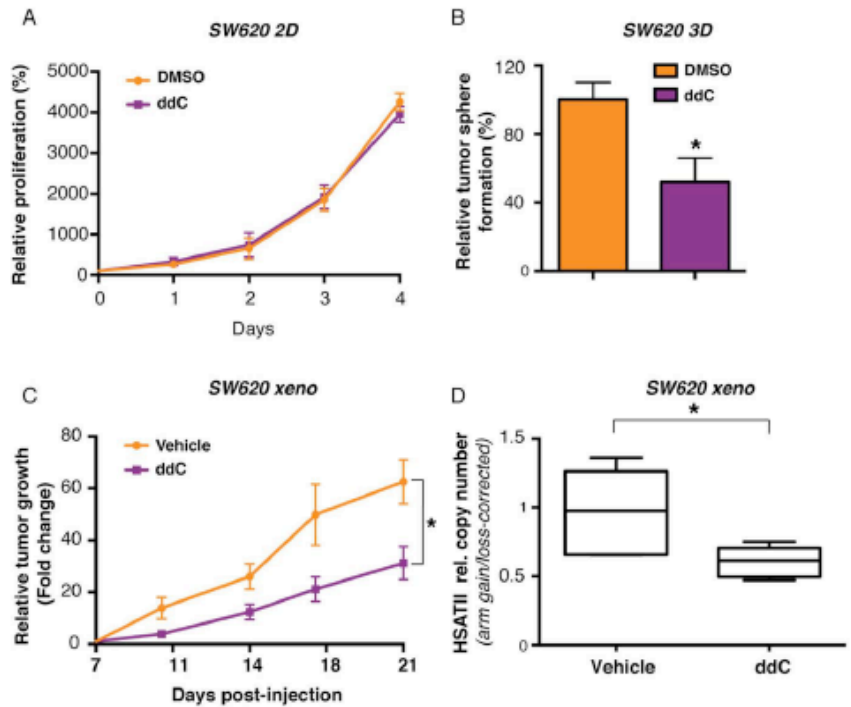 A
SW620 2D
Relative proliferation (%)
5000
4000
3000
2000
1000
0
DMSO
ddC
0 1 2 3 4
Days
B
SW620 3D
Relative tumor sphere
formation (%)
120
80
40
0
DMSO
ddC
*
C
SW620 xeno
Relative tumor growth
(Fold change)
80
60
40
20
0
Vehicle
ddC
*
7 11 14 18 21
Days post-injection
D
SW620 xeno
HSATII rel. copy number
(arm gain/loss-corrected)
1.5
1
0.5
0
*
Vehicle ddC